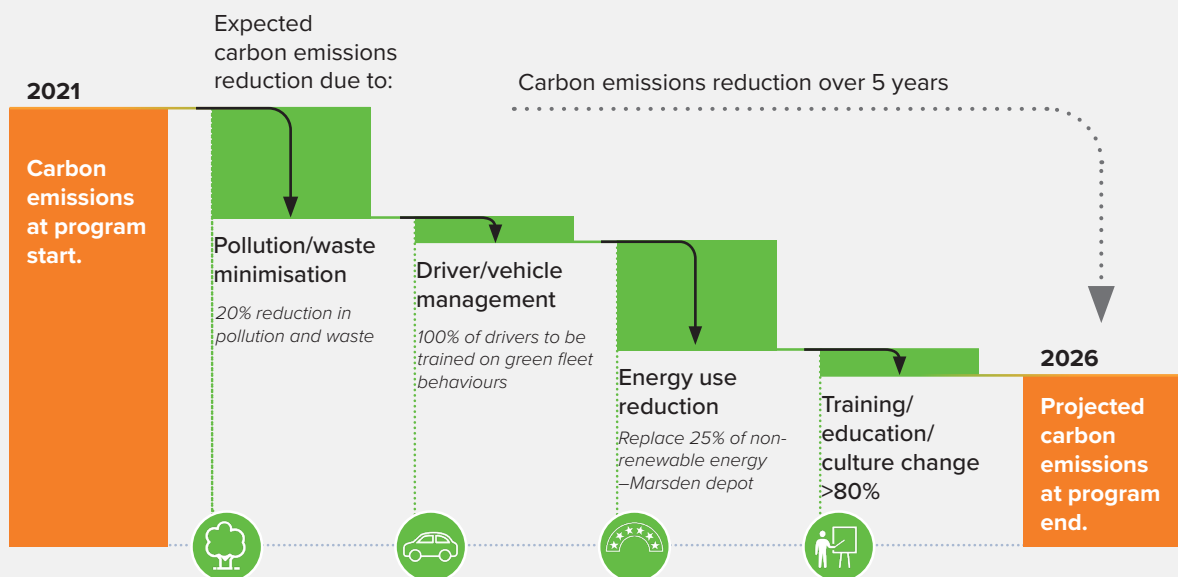 Expected
carbon emissions
reduction due to:
Carbon emissions reduction over 5 years
2021
Carbon
emissions
at program
start.
Pollution/waste
minimisation
20% reduction in
pollution and waste
Driver/vehicle
management
100% of drivers to be
trained on green fleet
behaviours
Energy use
reduction
Replace 25% of non-
renewable energy
–Marsden depot
Training/
education/
culture change
>80%
2026
Projected
carbon
emissions
at program
end.